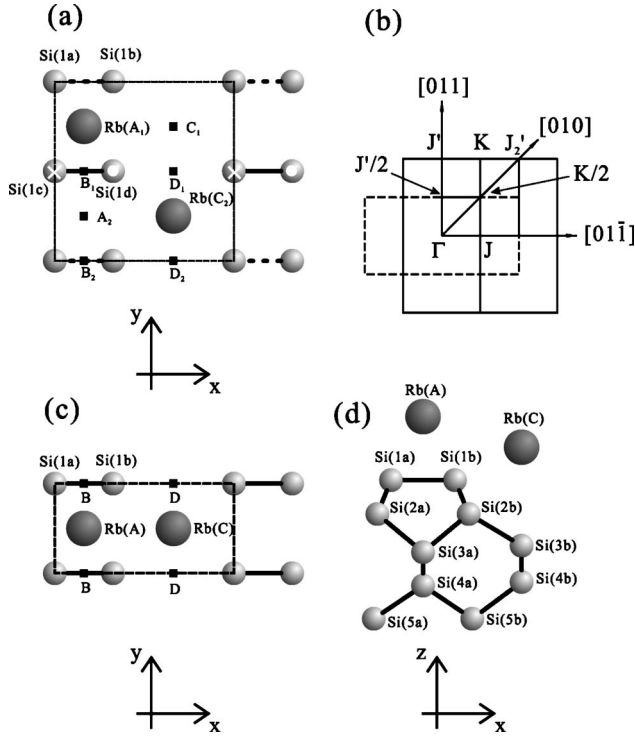 (a)
Si(1a) Si(1b)
Rb(A₁) C₁
Si(1c) B₁ Si(1d) D₁
Rb(C₂)
A₂
B₂ D₂
y
x
(b)
[011]
[010]
J' K J₂'
J'/2 K/2
Γ J [011̅]
(c)
Si(1a) Si(1b)
B D
Rb(A) Rb(C)
B D
y
x
(d)
Rb(A)
Rb(C)
Si(1a) Si(1b)
Si(2a) Si(2b)
Si(3a) Si(3b)
Si(4a) Si(4b)
Si(5a) Si(5b)
z
x